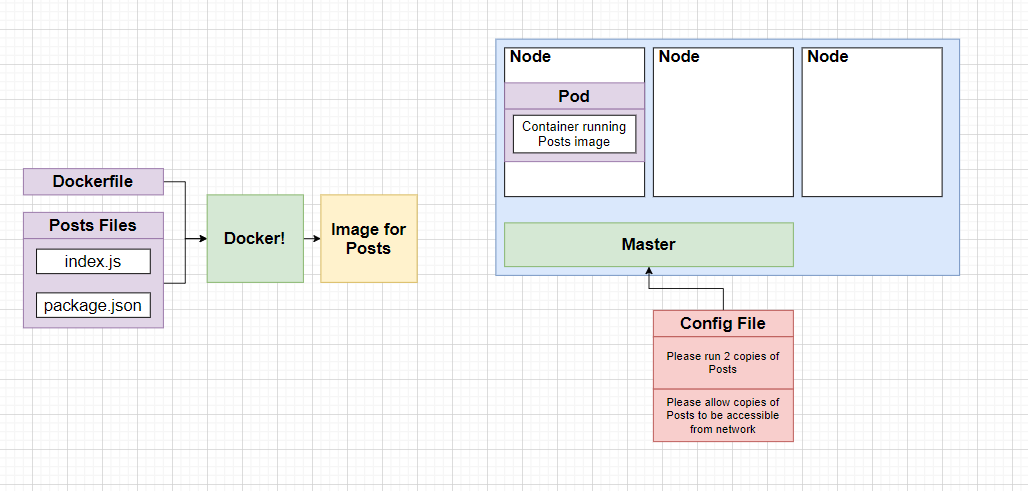 Dockerfile
Posts Files
index.js
package.json
Docker!
Image for
Posts
Node
Pod
Container running
Posts image
Node
Node
Master
Config File
Please run 2 copies of
Posts
Please allow copies of
Posts to be accessible
from network